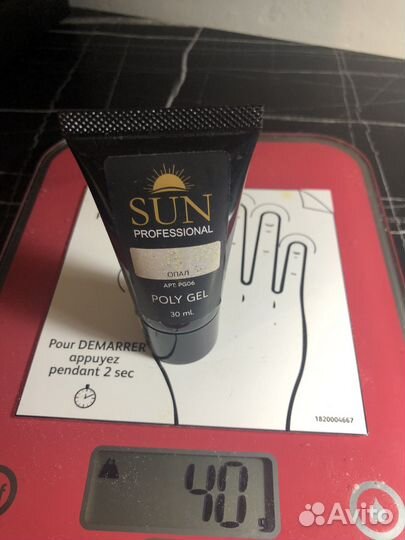 SUN
PROFESSIONAL
ОПАЛ
АРТ: PG06
POLY GEL
30 mL
Pour DEMARRER
appuyez
pendant 2 sec
1820004667
40
g
Avito